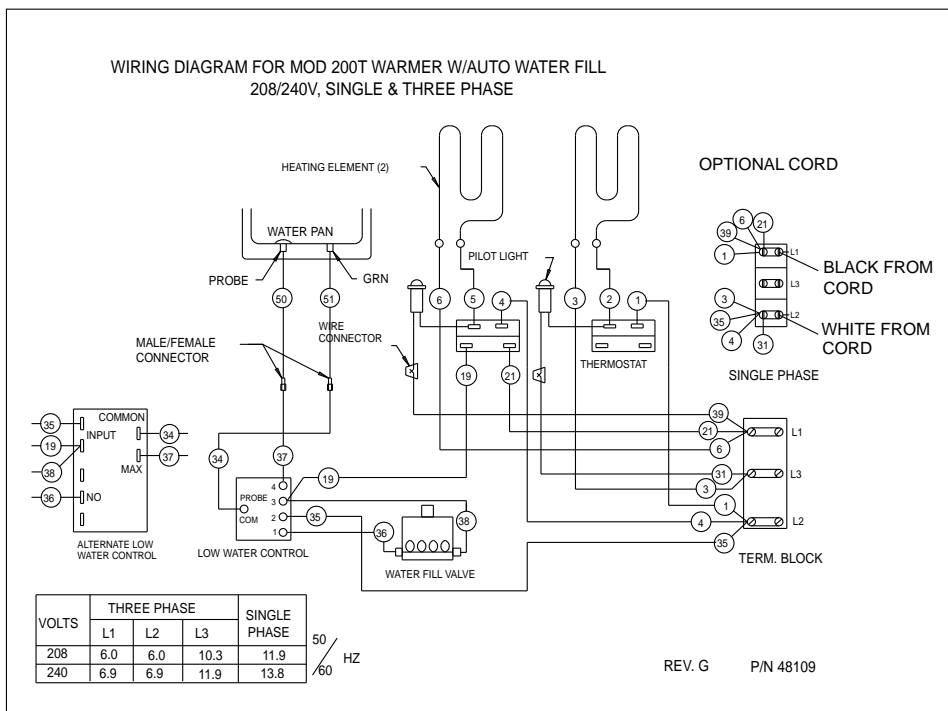 WIRING DIAGRAM FOR MOD 200T WARMER W/AUTO WATER FILL
208/240V, SINGLE & THREE PHASE
HEATING ELEMENT (2)
OPTIONAL CORD
WATER PAN
PROBE
GRN
PILOT LIGHT
6
21
39
1
L1
BLACK FROM
CORD
L3
3
35
4
31
L2
WHITE FROM
CORD
SINGLE PHASE
50
51
6
5
4
3
2
1
WIRE
CONNECTOR
MALE/FEMALE
CONNECTOR
THERMOSTAT
19
21
39
21
6
L1
31
3
L3
1
4
L2
35
TERM. BLOCK
35
19
38
36
COMMON
INPUT
MAX
NO
34
37
ALTERNATE LOW
WATER CONTROL
34
37
19
4
PROBE
3
COM
2
1
35
36
38
LOW WATER CONTROL
WATER FILL VALVE
VOLTS THREE PHASE SINGLE PHASE
L1 L2 L3
208 6.0 6.0 10.3 11.9
240 6.9 6.9 11.9 13.8
50/60 HZ
REV. G P/N 48109